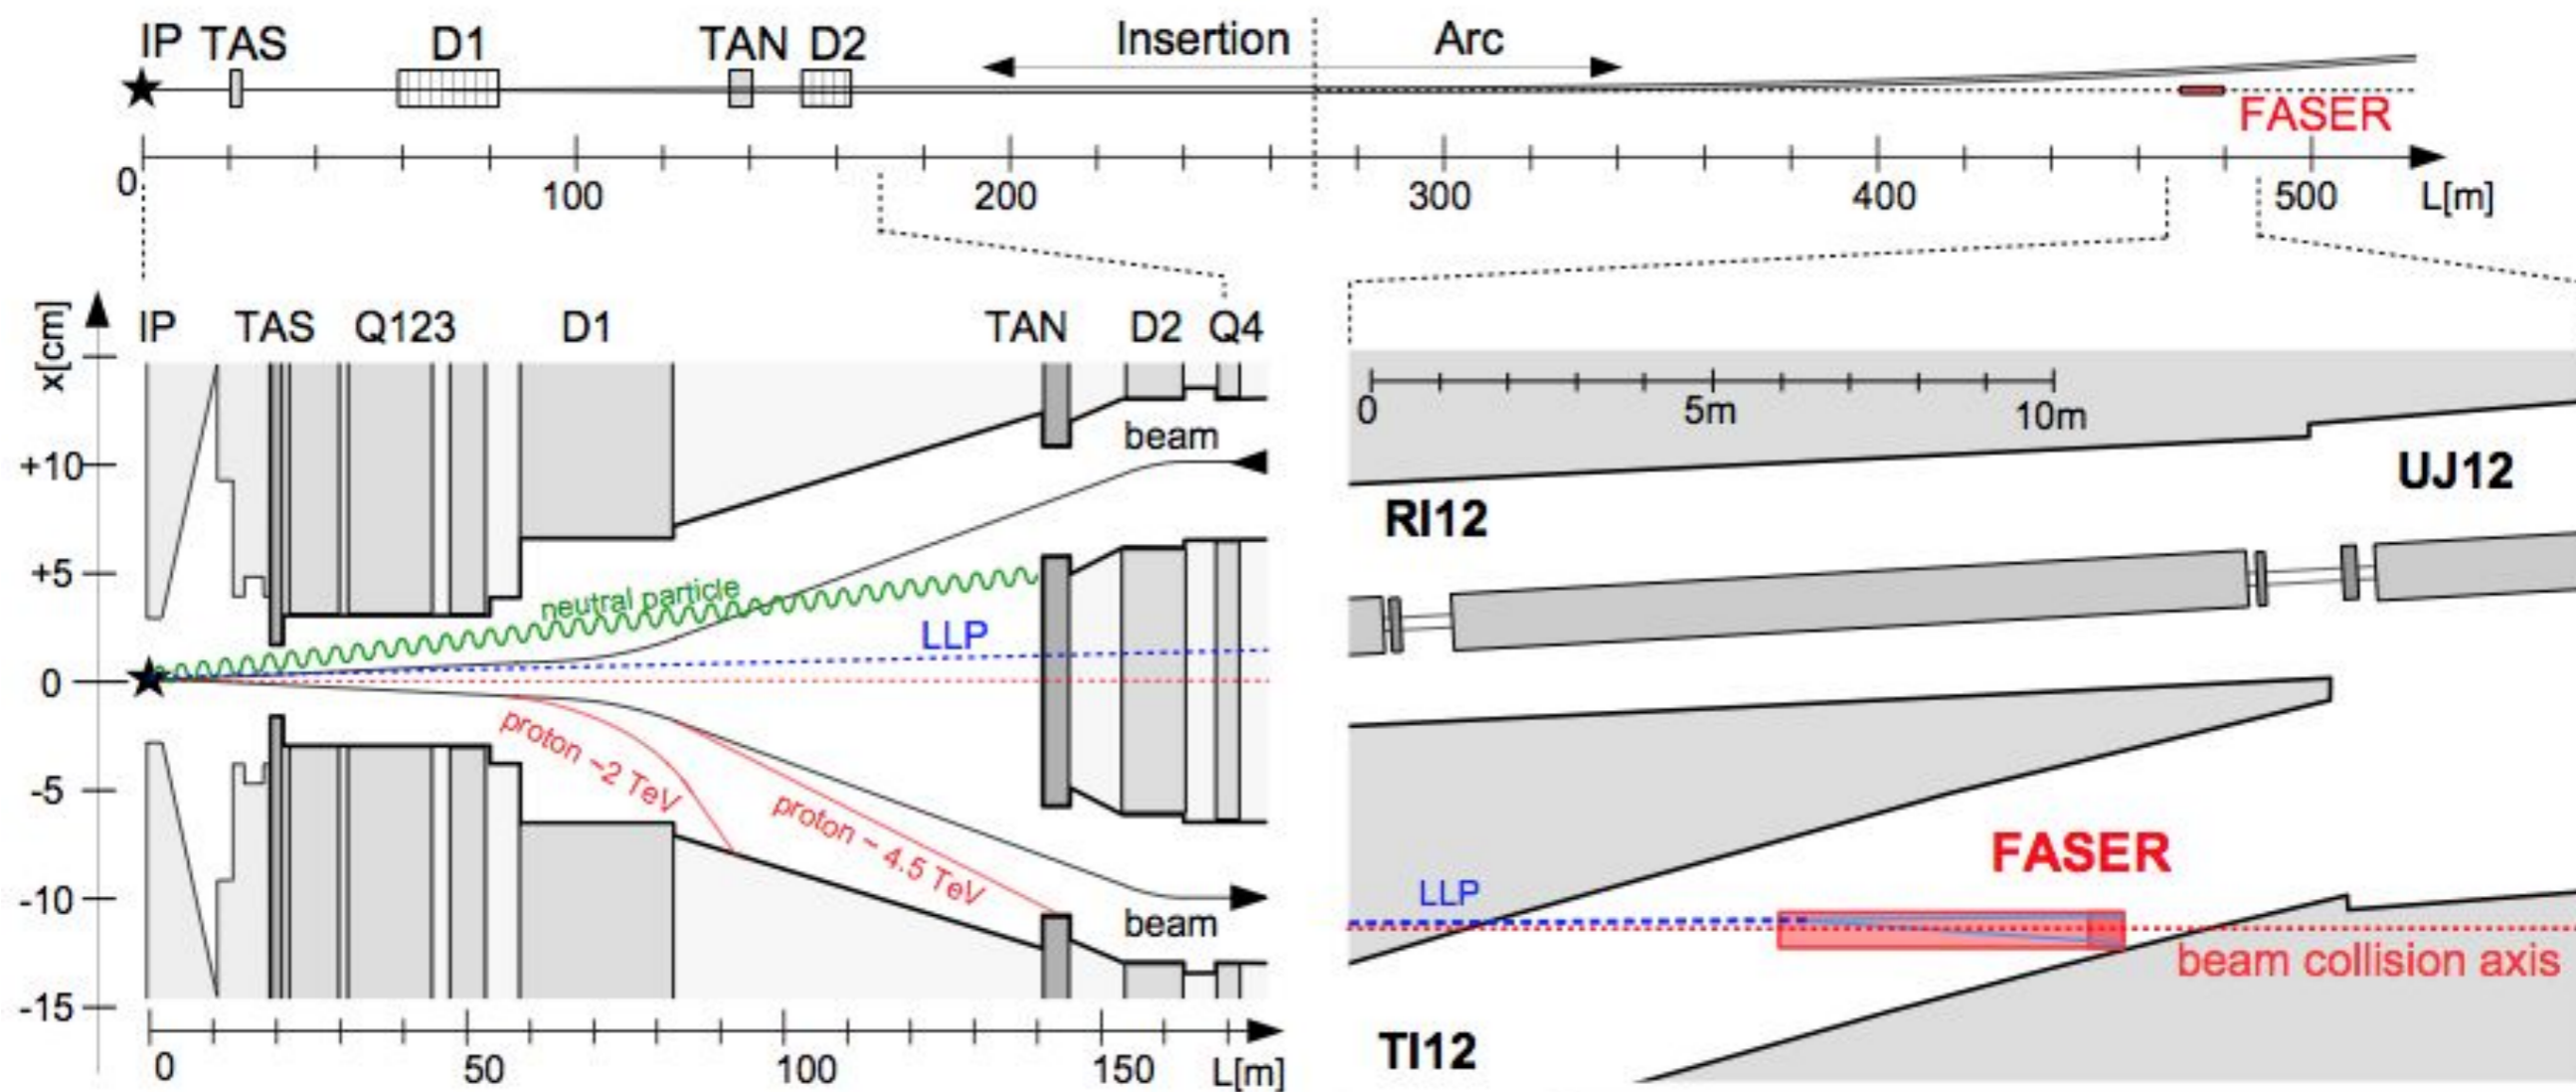 IP TAS D1 TAN D2 Insertion Arc
FASER
0 100 200 300 400 500 L[m]
x[cm]
IP TAS Q123 D1 TAN D2 Q4
+10
+5
0
-5
-10
-15
beam
neutral particle
LLP
proton ~2 TeV
proton ~ 4.5 TeV
beam
0 50 100 150 L[m]
0 5m 10m
UJ12
RI12
FASER
LLP
beam collision axis
TI12